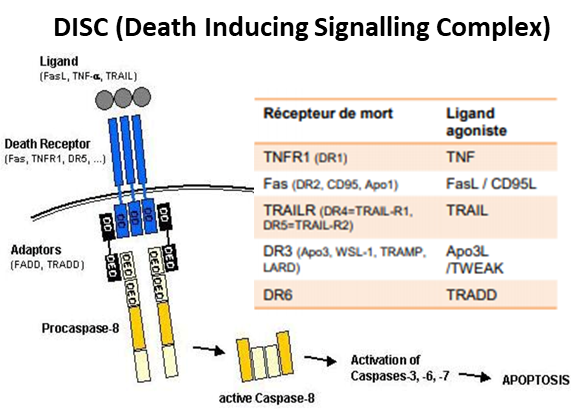 DISC (Death Inducing Signalling Complex)
Ligand
(FasL, TNF-α, TRAIL)
Death Receptor
(Fas, TNFR1, DR5, ...)
DD DD DD DD DD
Adaptors
(FADD, TRADD)
DED DED DED
DED DED
DED
Procaspase-8
active Caspase-8
Activation of
Caspases-3, -6, -7
APOPTOSIS
Récepteur de mort Ligand
agoniste
TNFR1 (DR1) TNF
Fas (DR2, CD95, Apo1) FasL / CD95L
TRAILR (DR4=TRAIL-R1, TRAIL
DR5=TRAIL-R2)
DR3 (Apo3, WSL-1, TRAMP, Apo3L
LARD) /TWEAK
DR6 TRADD